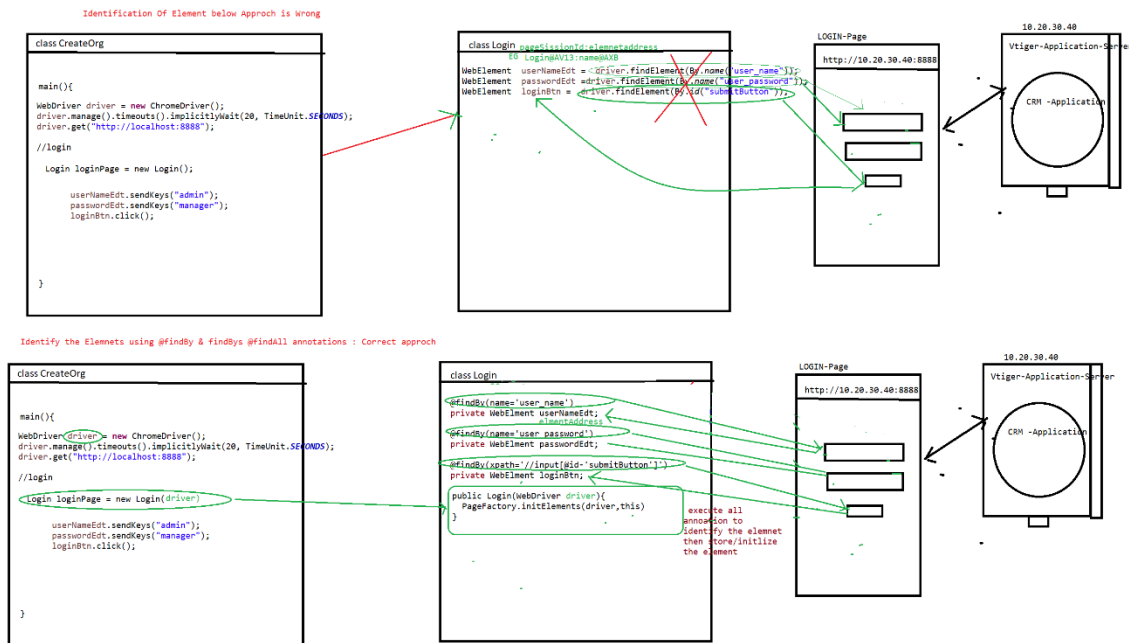 Identification Of Element below Approch is Wrong
class CreateOrg
main(){
WebDriver driver = new ChromeDriver();
driver.manage().timeouts().implicitlyWait(20, TimeUnit.SECONDS);
driver.get("http://localhost:8888");
//login
Login loginPage = new Login();
userNameEdt.sendKeys("admin");
passwordEdt.sendKeys("manager");
loginBtn.click();
}
class Login
pageSissionId:elemnetaddress
EG Login@AV13:name@AXB
WebElement userNameEdt = driver.findElement(By.name("user_name"));
WebElement passwordEdt =driver.findElement(By.name("user_password"));
WebElement loginBtn = driver.findElement(By.id("submitButton"));
LOGIN-Page
http://10.20.30.40:8888
10.20.30.40
Vtiger-Application-Server
CRM -Application
Identify the Elemnets using @findBy & findBys @findAll annotations : Correct approch
class CreateOrg
main(){
WebDriver driver = new ChromeDriver();
driver.manage().timeouts().implicitlyWait(20, TimeUnit.SECONDS);
driver.get("http://localhost:8888");
//login
Login loginPage = new Login(driver)
userNameEdt.sendKeys("admin");
passwordEdt.sendKeys("manager");
loginBtn.click();
}
class Login
@findBy(name='user_name')
private WebElment userNameEdt;
elmentAddress
@findBy(name='user password')
private WebElment passwordEdt;
@findBy(xpath='//input[@id-'submitButton']')
private WebElment loginBtn;
public Login(WebDriver driver){
PageFactory.initElements(driver,this)
}
execute all
annoation to
identify the elemnet
then store/initlize
the element
LOGIN-Page
http://10.20.30.40:8888
10.20.30.40
Vtiger-Application-Server
CRM -Application